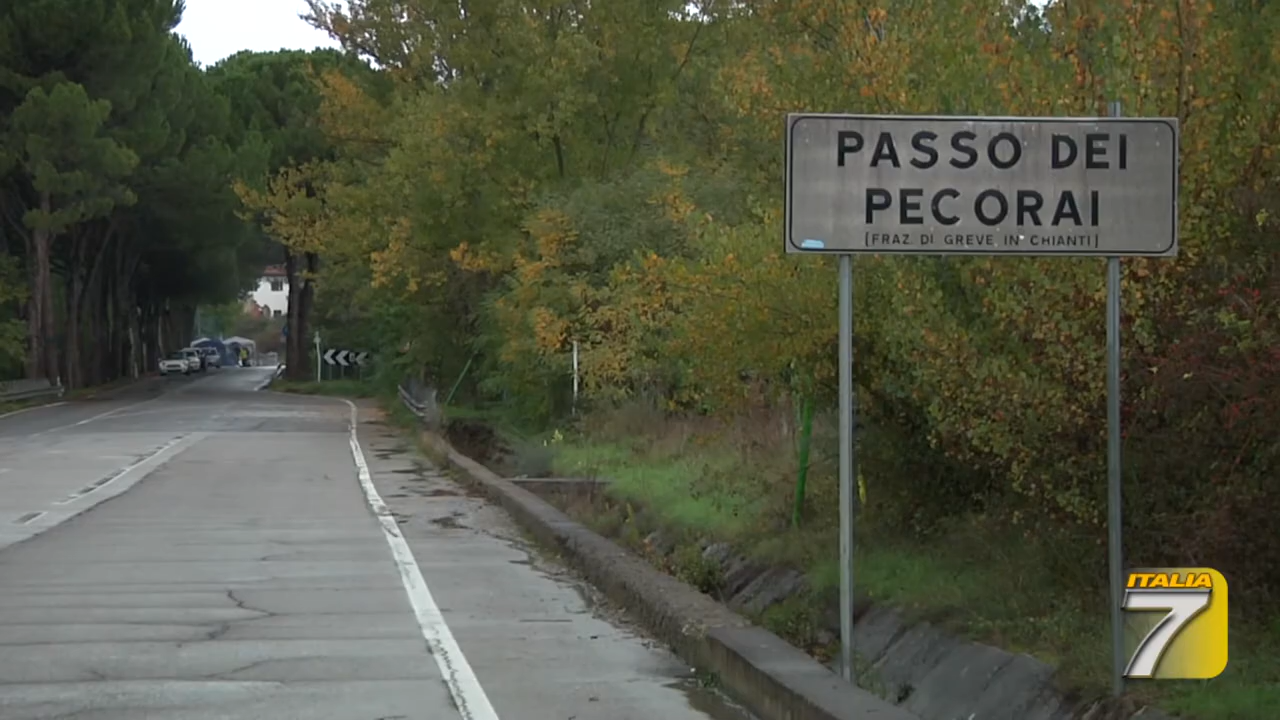 PASSO DEI
PECORAI
(FRAZ. DI GREVE IN CHIANTI)
ITALIA
7